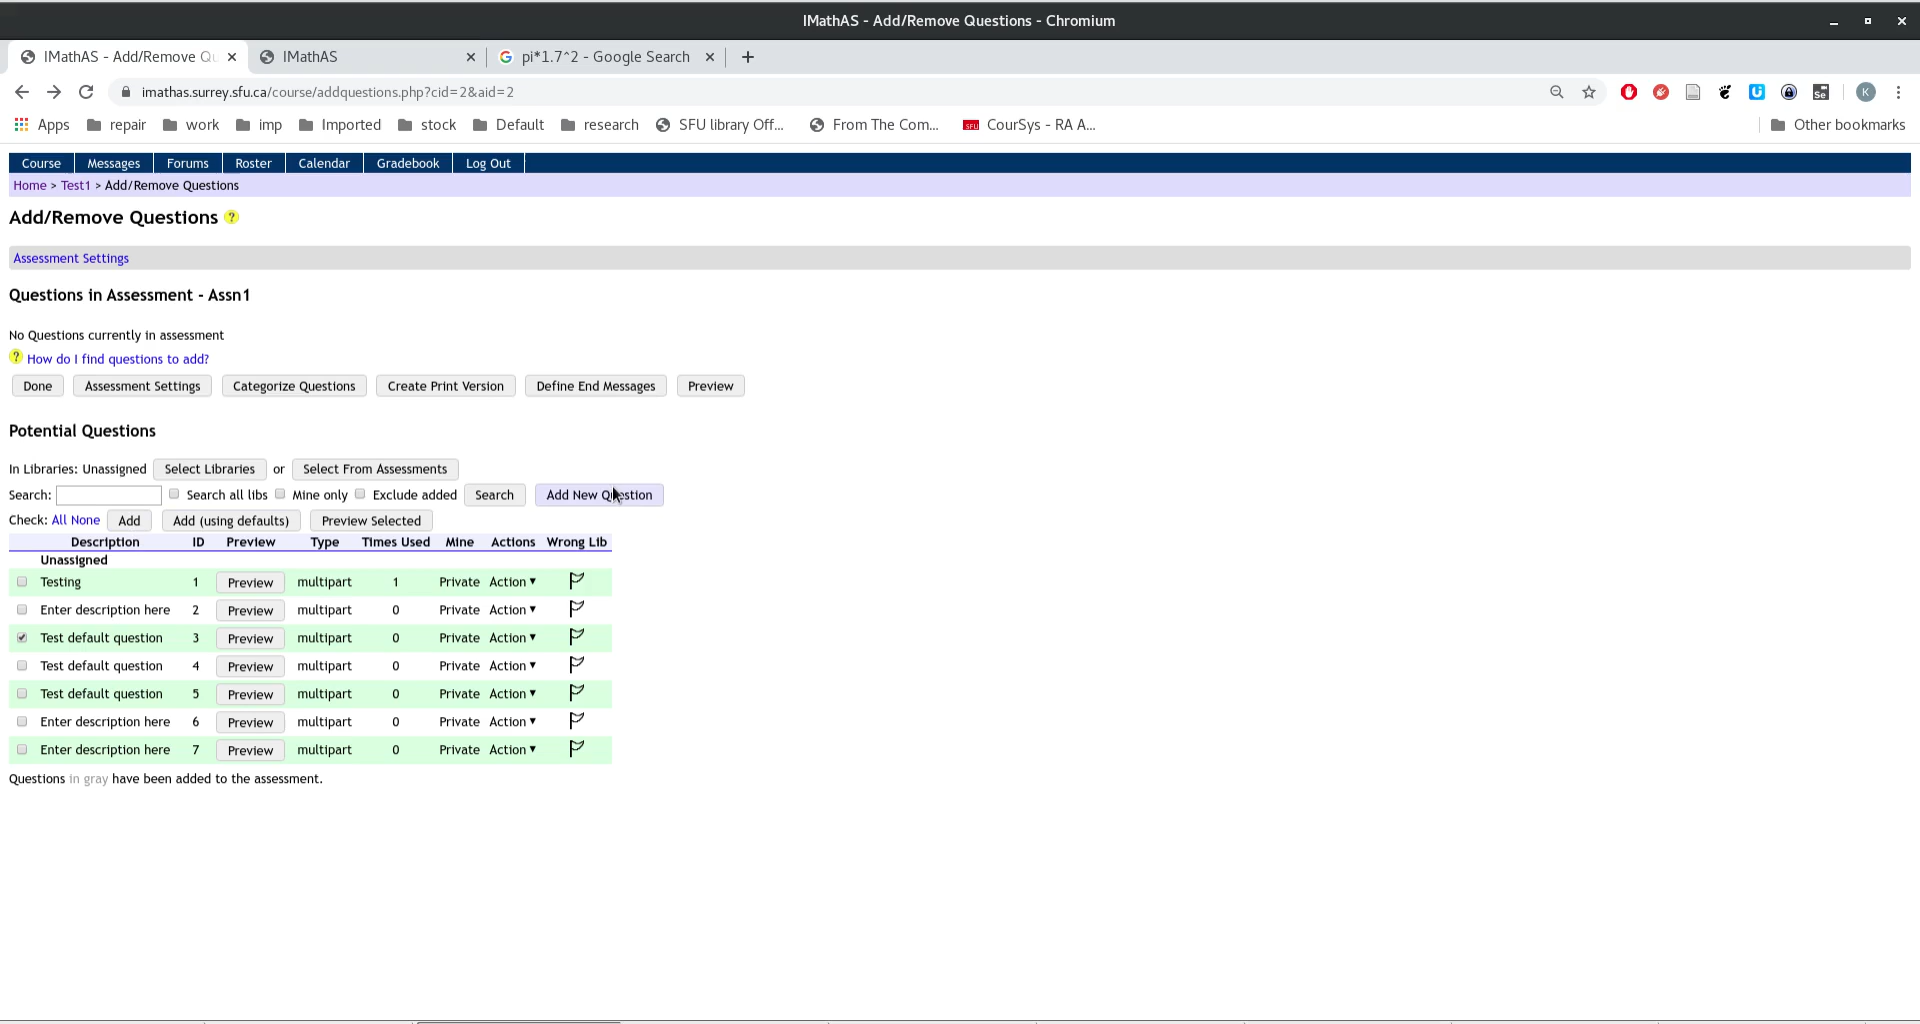 IMathAS - Add/Remove Questions - Chromium
IMathAS - Add/Remove Qu IMathAS pi*1.7^2 - Google Search
imathas.surrey.sfu.ca/course/addquestions.php?cid=2&aid=2
Apps repair work imp Imported stock Default research SFU library Off... From The Com... CourSys - RA A... Other bookmarks
Course Messages Forums Roster Calendar Gradebook Log Out
Home > Test1 > Add/Remove Questions
Add/Remove Questions ?
Assessment Settings
Questions in Assessment - Assn1
No Questions currently in assessment
? How do I find questions to add?
Done Assessment Settings Categorize Questions Create Print Version Define End Messages Preview
Potential Questions
In Libraries: Unassigned Select Libraries or Select From Assessments
Search: Search all libs Mine only Exclude added Search Add New Question
Check: All None Add Add (using defaults) Preview Selected
Description ID Preview Type Times Used Mine Actions Wrong Lib
Unassigned
Testing 1 Preview multipart 1 Private Action
Enter description here 2 Preview multipart 0 Private Action
Test default question 3 Preview multipart 0 Private Action
Test default question 4 Preview multipart 0 Private Action
Test default question 5 Preview multipart 0 Private Action
Enter description here 6 Preview multipart 0 Private Action
Enter description here 7 Preview multipart 0 Private Action
Questions in gray have been added to the assessment.